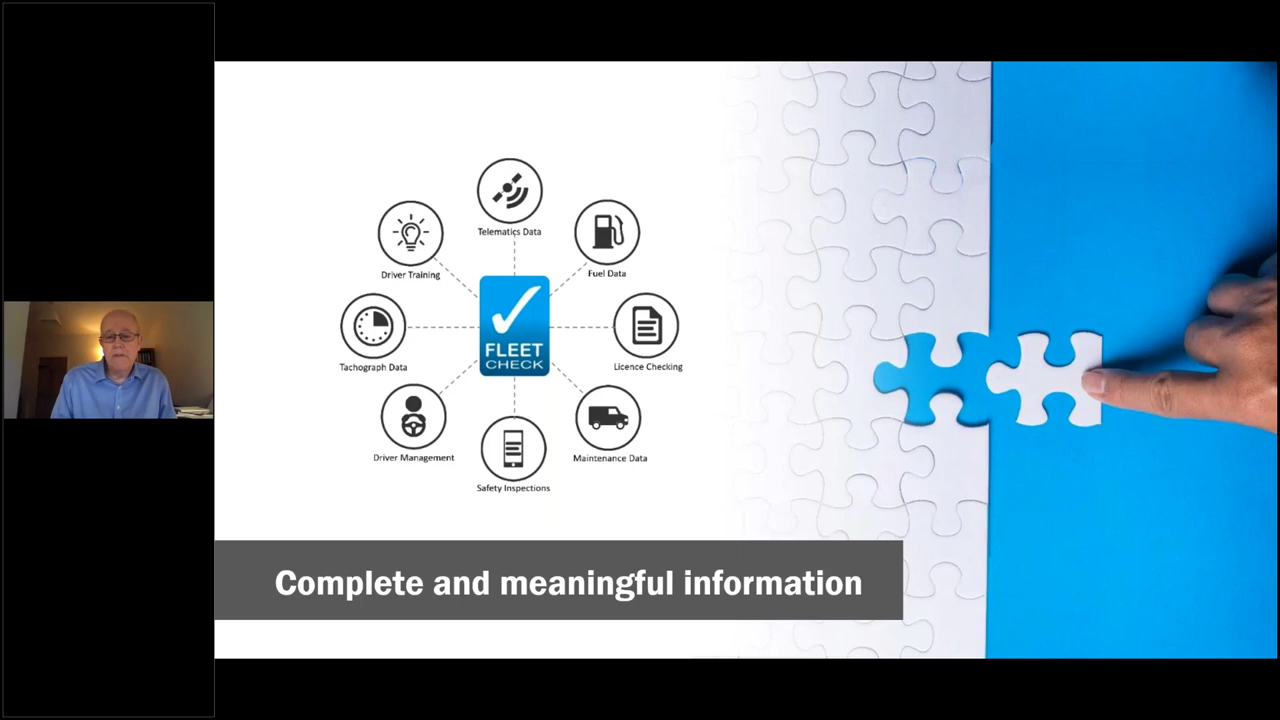 Telematics Data
Driver Training
Fuel Data
FLEET
CHECK
Tachograph Data
Licence Checking
Driver Management
Maintenance Data
Safety Inspections
Complete and meaningful information